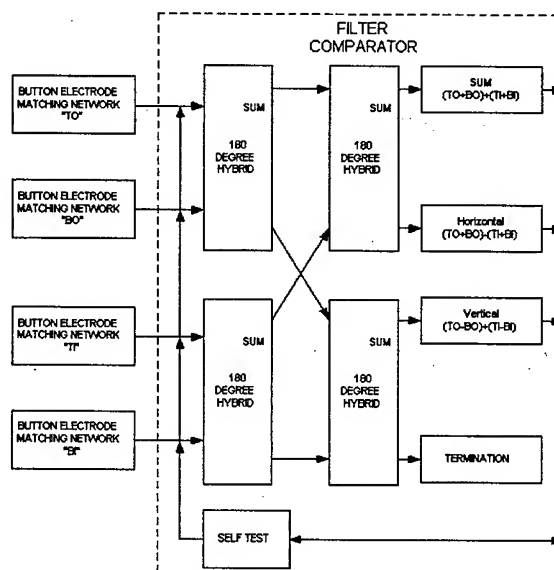 FILTER
COMPARATOR
BUTTON ELECTRODE
MATCHING NETWORK
"TO"
BUTTON ELECTRODE
MATCHING NETWORK
"BO"
BUTTON ELECTRODE
MATCHING NETWORK
"TI"
BUTTON ELECTRODE
MATCHING NETWORK
"BI"
SUM
180
DEGREE
HYBRID
SUM
180
DEGREE
HYBRID
SUM
180
DEGREE
HYBRID
SUM
180
DEGREE
HYBRID
SUM
(TO+BO)+(TI+BI)
Horizontal
(TO+BO)-(TI+BI)
Vertical
(TO-BO)+(TI-BI)
TERMINATION
SELF TEST